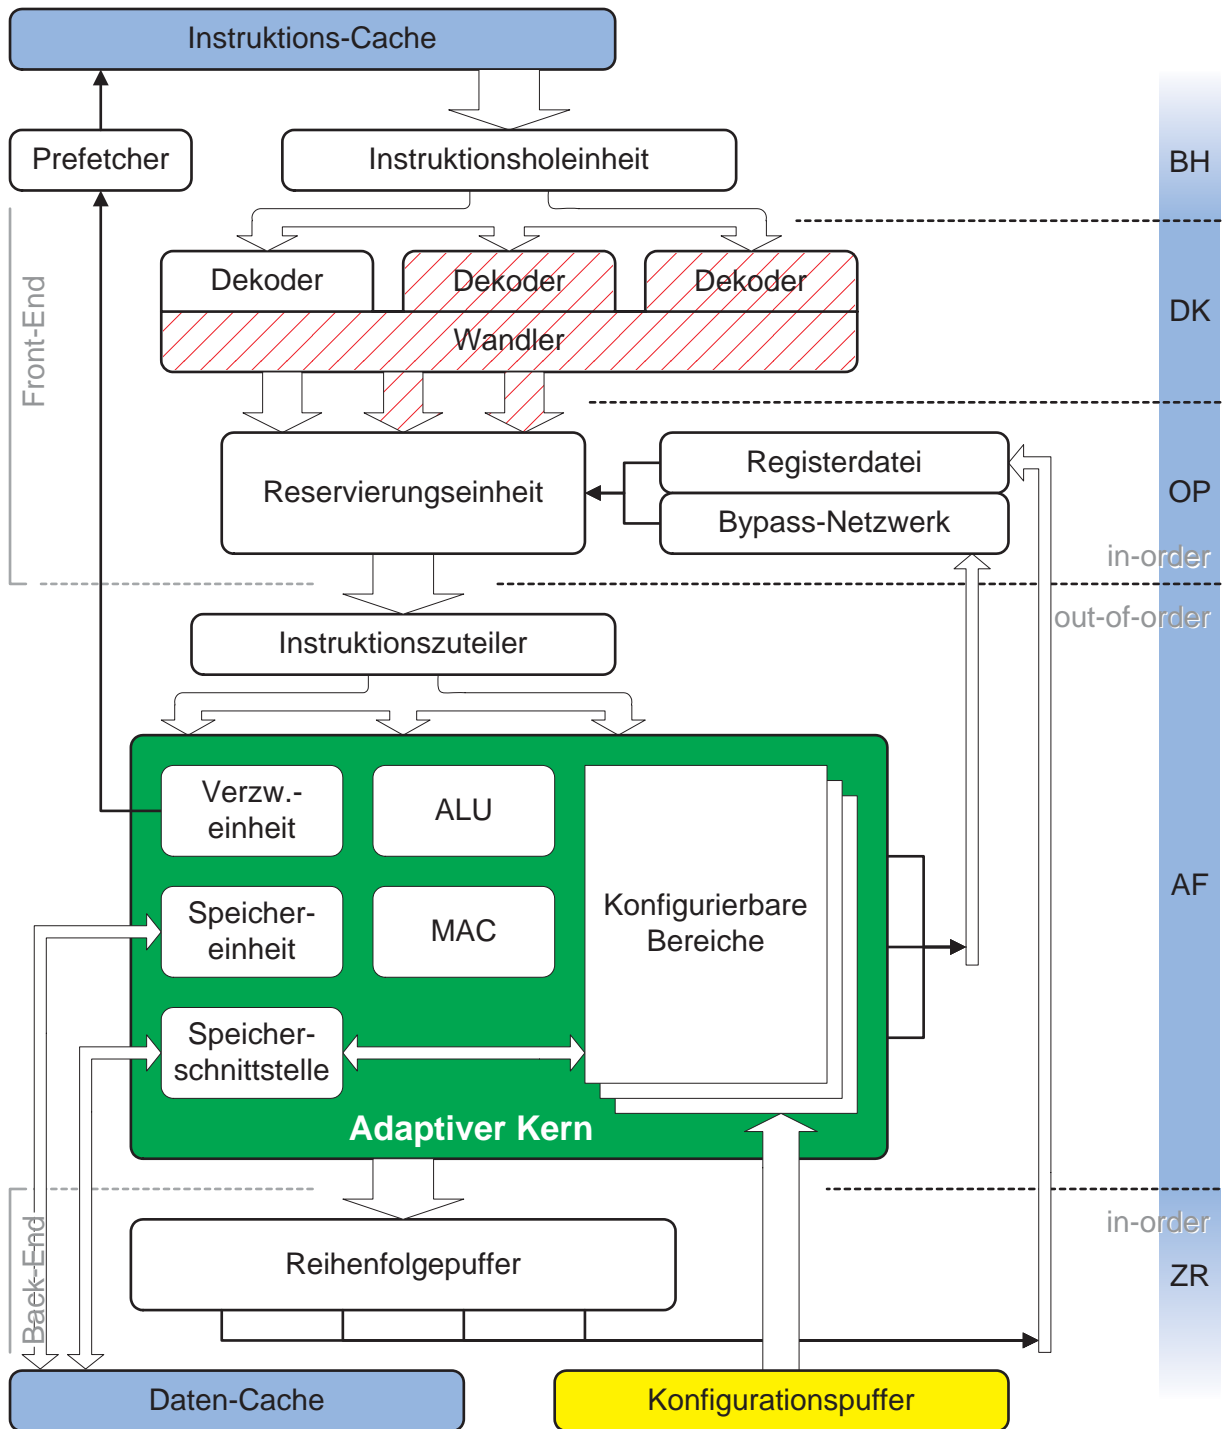 Instruktions-Cache
Prefetcher
Instruktionsholeinheit
BH
Front-End
Dekoder
Dekoder
Dekoder
Wandler
DK
Reservierungseinheit
Registerdatei
Bypass-Netzwerk
OP
in-order
out-of-order
Instruktionszuteiler
Verzw.-
einheit
ALU
Speicher-
einheit
MAC
Konfigurierbare
Bereiche
AF
Speicher-
schnittstelle
Adaptiver Kern
Back-End
Reihenfolgepuffer
in-order
ZR
Daten-Cache
Konfigurationspuffer